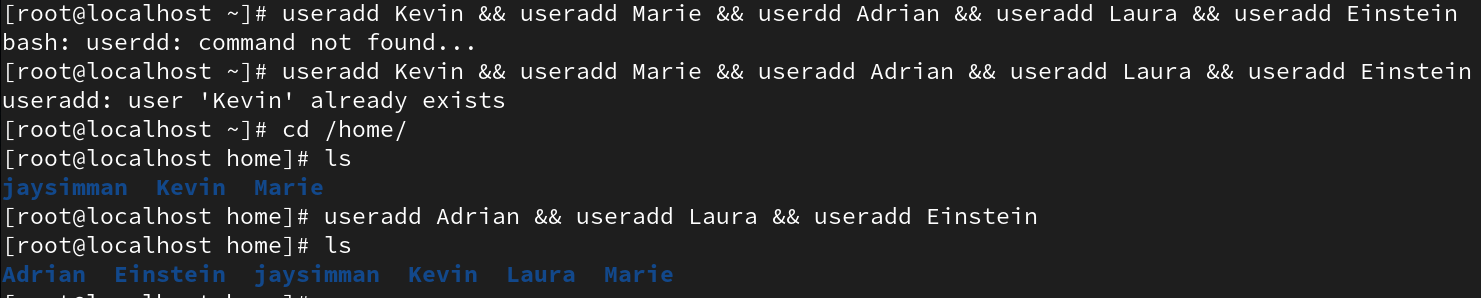 [root@localhost ~]# useradd Kevin && useradd Marie && userdd Adrian && useradd Laura && useradd Einstein
bash: userdd: command not found...
[root@localhost ~]# useradd Kevin && useradd Marie && useradd Adrian && useradd Laura && useradd Einstein
useradd: user 'Kevin' already exists
[root@localhost ~]# cd /home/
[root@localhost home]# ls
jaysimman  Kevin  Marie
[root@localhost home]# useradd Adrian && useradd Laura && useradd Einstein
[root@localhost home]# ls
Adrian  Einstein  jaysimman  Kevin  Laura  Marie